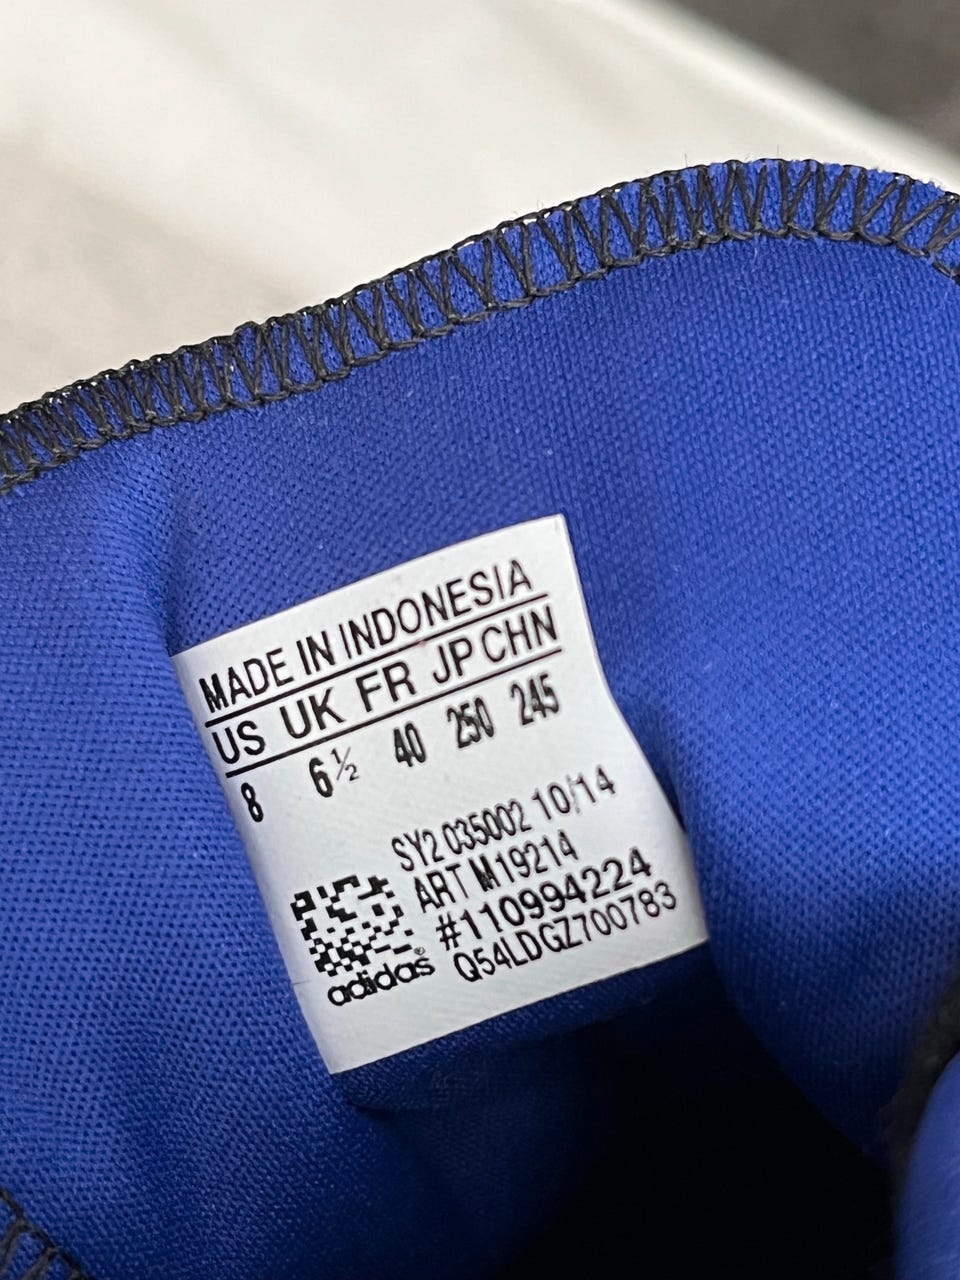 MADE IN INDONESIA
US UK FR JP CHN
8 6½ 40 250 245
SY2 035002 10/14
ART M19214
#110994224
Q54LDGZ700783
adidas®